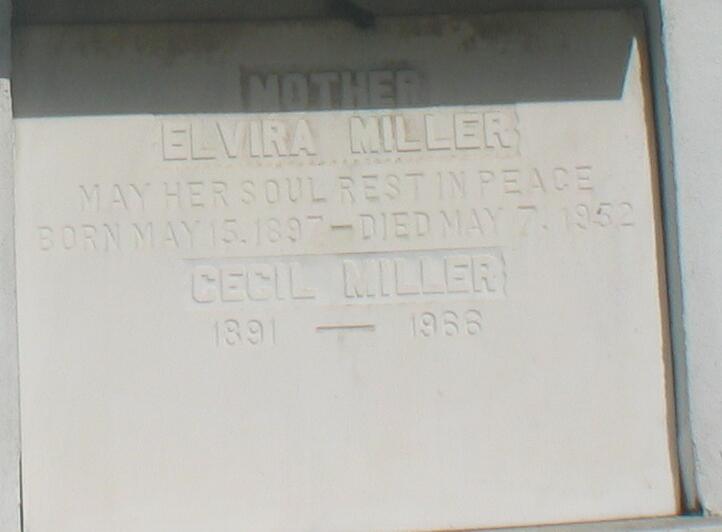 MOTHER
ELVIRA MILLER
MAY HER SOUL REST IN PEACE
BORN MAY 15. 1897 — DIED MAY 7. 1952
CECIL MILLER
1891 — 1966